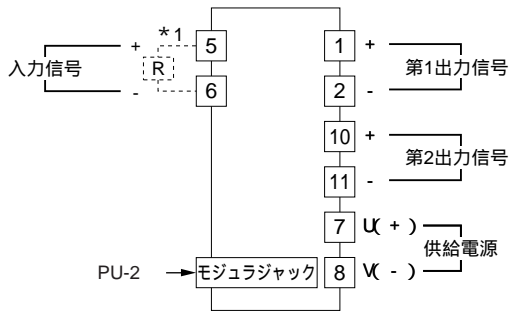 *1
+ 5 1 +
入力信号 R 第1出力信号
- 6 2 -
10 +
第2出力信号
11 -
7 U( + )
供給電源
PU-2 モジュラジャック 8 V( - )